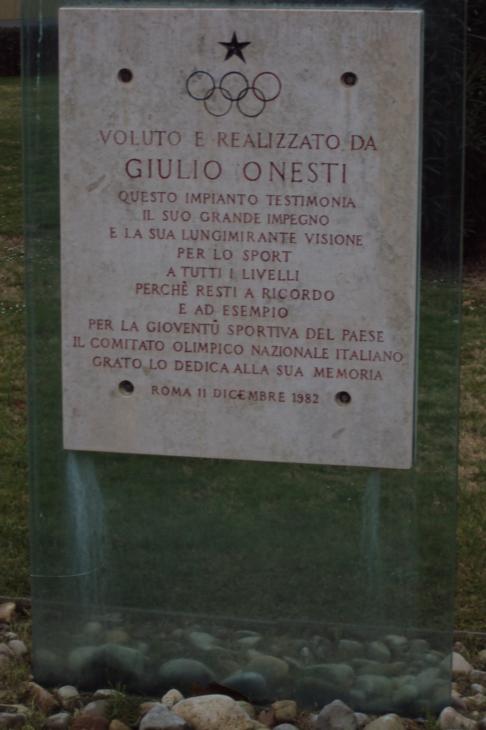 VOLUTO E REALIZZATO DA
GIULIO ONESTI
QUESTO IMPIANTO TESTIMONIA
IL SUO GRANDE IMPEGNO
E LA SUA LUNGIMIRANTE VISIONE
PER LO SPORT
A TUTTI I LIVELLI
PERCHÈ RESTI A RICORDO
E AD ESEMPIO
PER LA GIOVENTÙ SPORTIVA DEL PAESE
IL COMITATO OLIMPICO NAZIONALE ITALIANO
GRATO LO DEDICA ALLA SUA MEMORIA
ROMA 11 DICEMBRE 1982